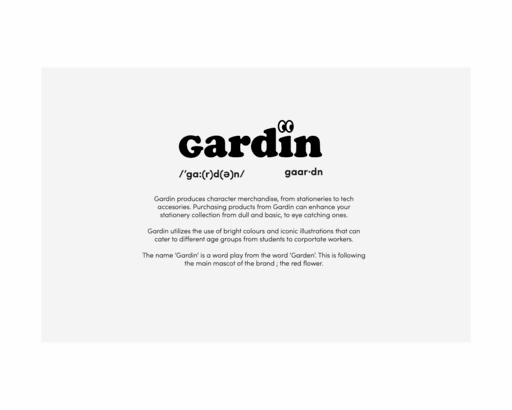 Gardin
/'ga:(r)d(ə)n/ gaar·dn
Gardin produces character merchandise, from stationeries to tech
accesories. Purchasing products from Gardin can enhance your
stationery collection from dull and basic, to eye catching ones.
Gardin utilizes the use of bright colours and iconic illustrations that can
cater to different age groups from students to corportate workers.
The name 'Gardin' is a word play from the word 'Garden'. This is following
the main mascot of the brand ; the red flower.